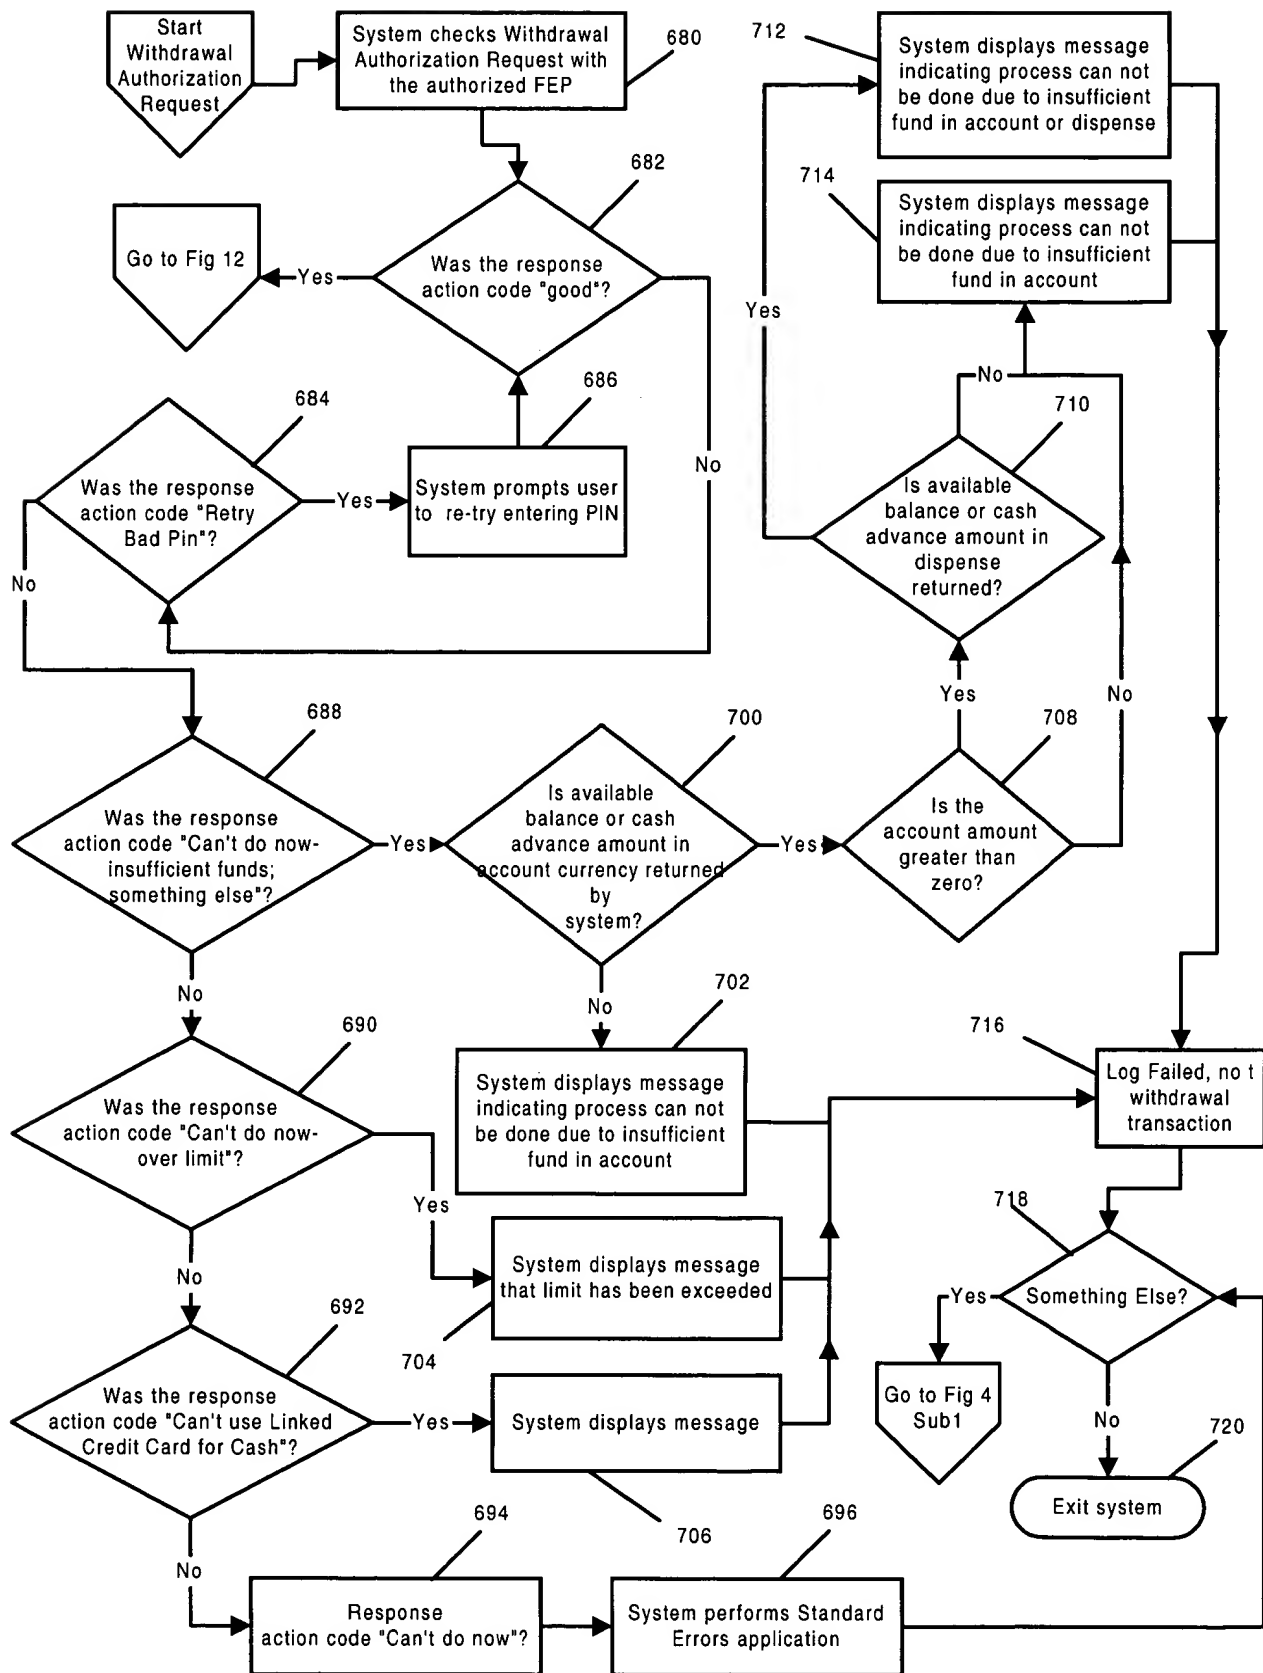 Start
Withdrawal
Authorization
Request
System checks Withdrawal
Authorization Request with
the authorized FEP
680
682
Was the response
action code "good"?
Yes
Go to Fig 12
No
684
Was the response
action code "Retry
Bad Pin"?
Yes
686
System prompts user
to re-try entering PIN
No
688
Was the response
action code "Can't do now-
insufficient funds;
something else"?
Yes
No
700
Is available
balance or cash
advance amount in
account currency returned
by
system?
Yes
No
708
Is the
account amount
greater than
zero?
Yes
No
710
Is available
balance or cash
advance amount in
dispense
returned?
Yes
No
712
System displays message
indicating process can not
be done due to insufficient
fund in account or dispense
714
System displays message
indicating process can not
be done due to insufficient
fund in account
702
System displays message
indicating process can not
be done due to insufficient
fund in account
690
Was the response
action code "Can't do now-
over limit"?
Yes
No
704
System displays message
that limit has been exceeded
692
Was the response
action code "Can't use Linked
Credit Card for Cash"?
Yes
No
706
System displays message
694
Response
action code "Can't do now"?
696
System performs Standard
Errors application
716
Log Failed, no t
withdrawal
transaction
718
Something Else?
Yes
Go to Fig 4
Sub1
No
720
Exit system